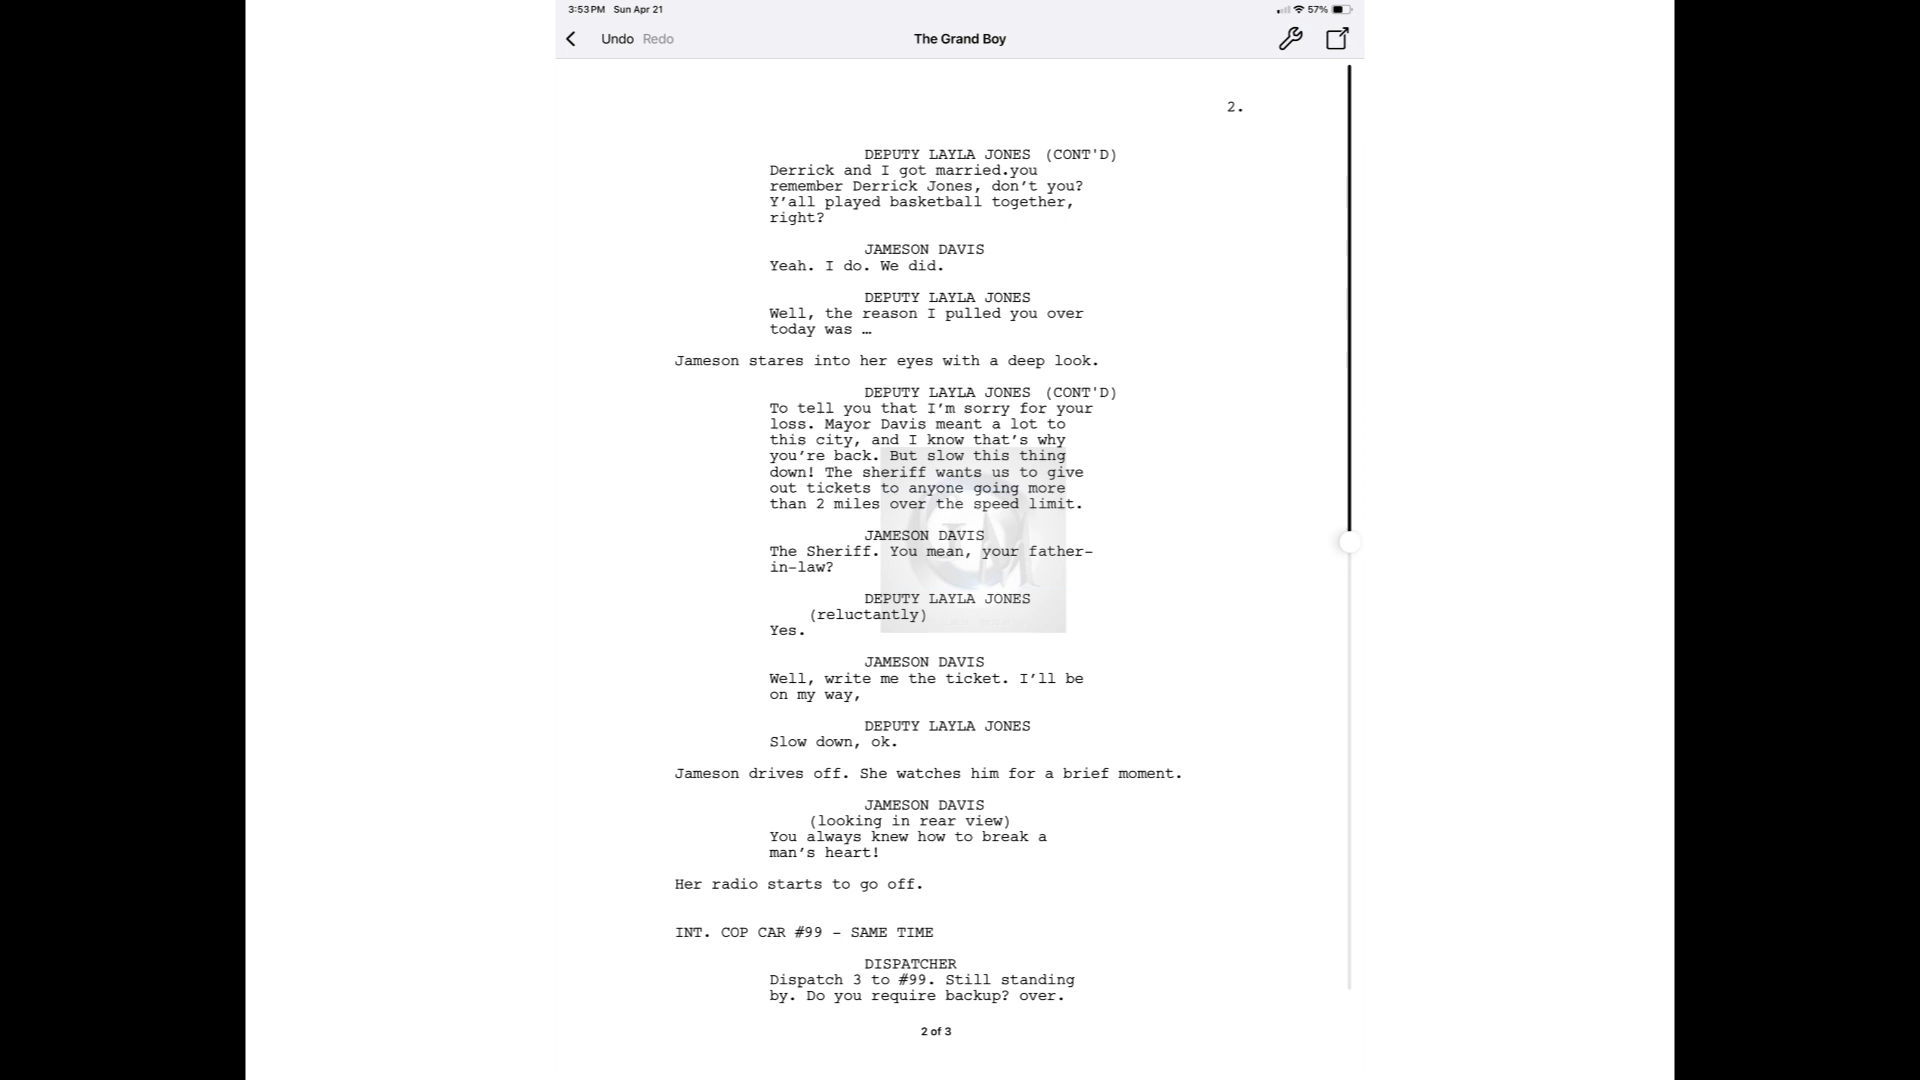 3:53 PM Sun Apr 21
57%
Undo Redo
The Grand Boy
2.
DEPUTY LAYLA JONES (CONT'D)
Derrick and I got married.you
remember Derrick Jones, don’t you?
Y’all played basketball together,
right?
JAMESON DAVIS
Yeah. I do. We did.
DEPUTY LAYLA JONES
Well, the reason I pulled you over
today was …
Jameson stares into her eyes with a deep look.
DEPUTY LAYLA JONES (CONT'D)
To tell you that I’m sorry for your
loss. Mayor Davis meant a lot to
this city, and I know that’s why
you’re back. But slow this thing
down! The sheriff wants us to give
out tickets to anyone going more
than 2 miles over the speed limit.
JAMESON DAVIS
The Sheriff. You mean, your father-
in-law?
DEPUTY LAYLA JONES
(reluctantly)
Yes.
JAMESON DAVIS
Well, write me the ticket. I’ll be
on my way,
DEPUTY LAYLA JONES
Slow down, ok.
Jameson drives off. She watches him for a brief moment.
JAMESON DAVIS
(looking in rear view)
You always knew how to break a
man’s heart!
Her radio starts to go off.
INT. COP CAR #99 - SAME TIME
DISPATCHER
Dispatch 3 to #99. Still standing
by. Do you require backup? over.
2 of 3